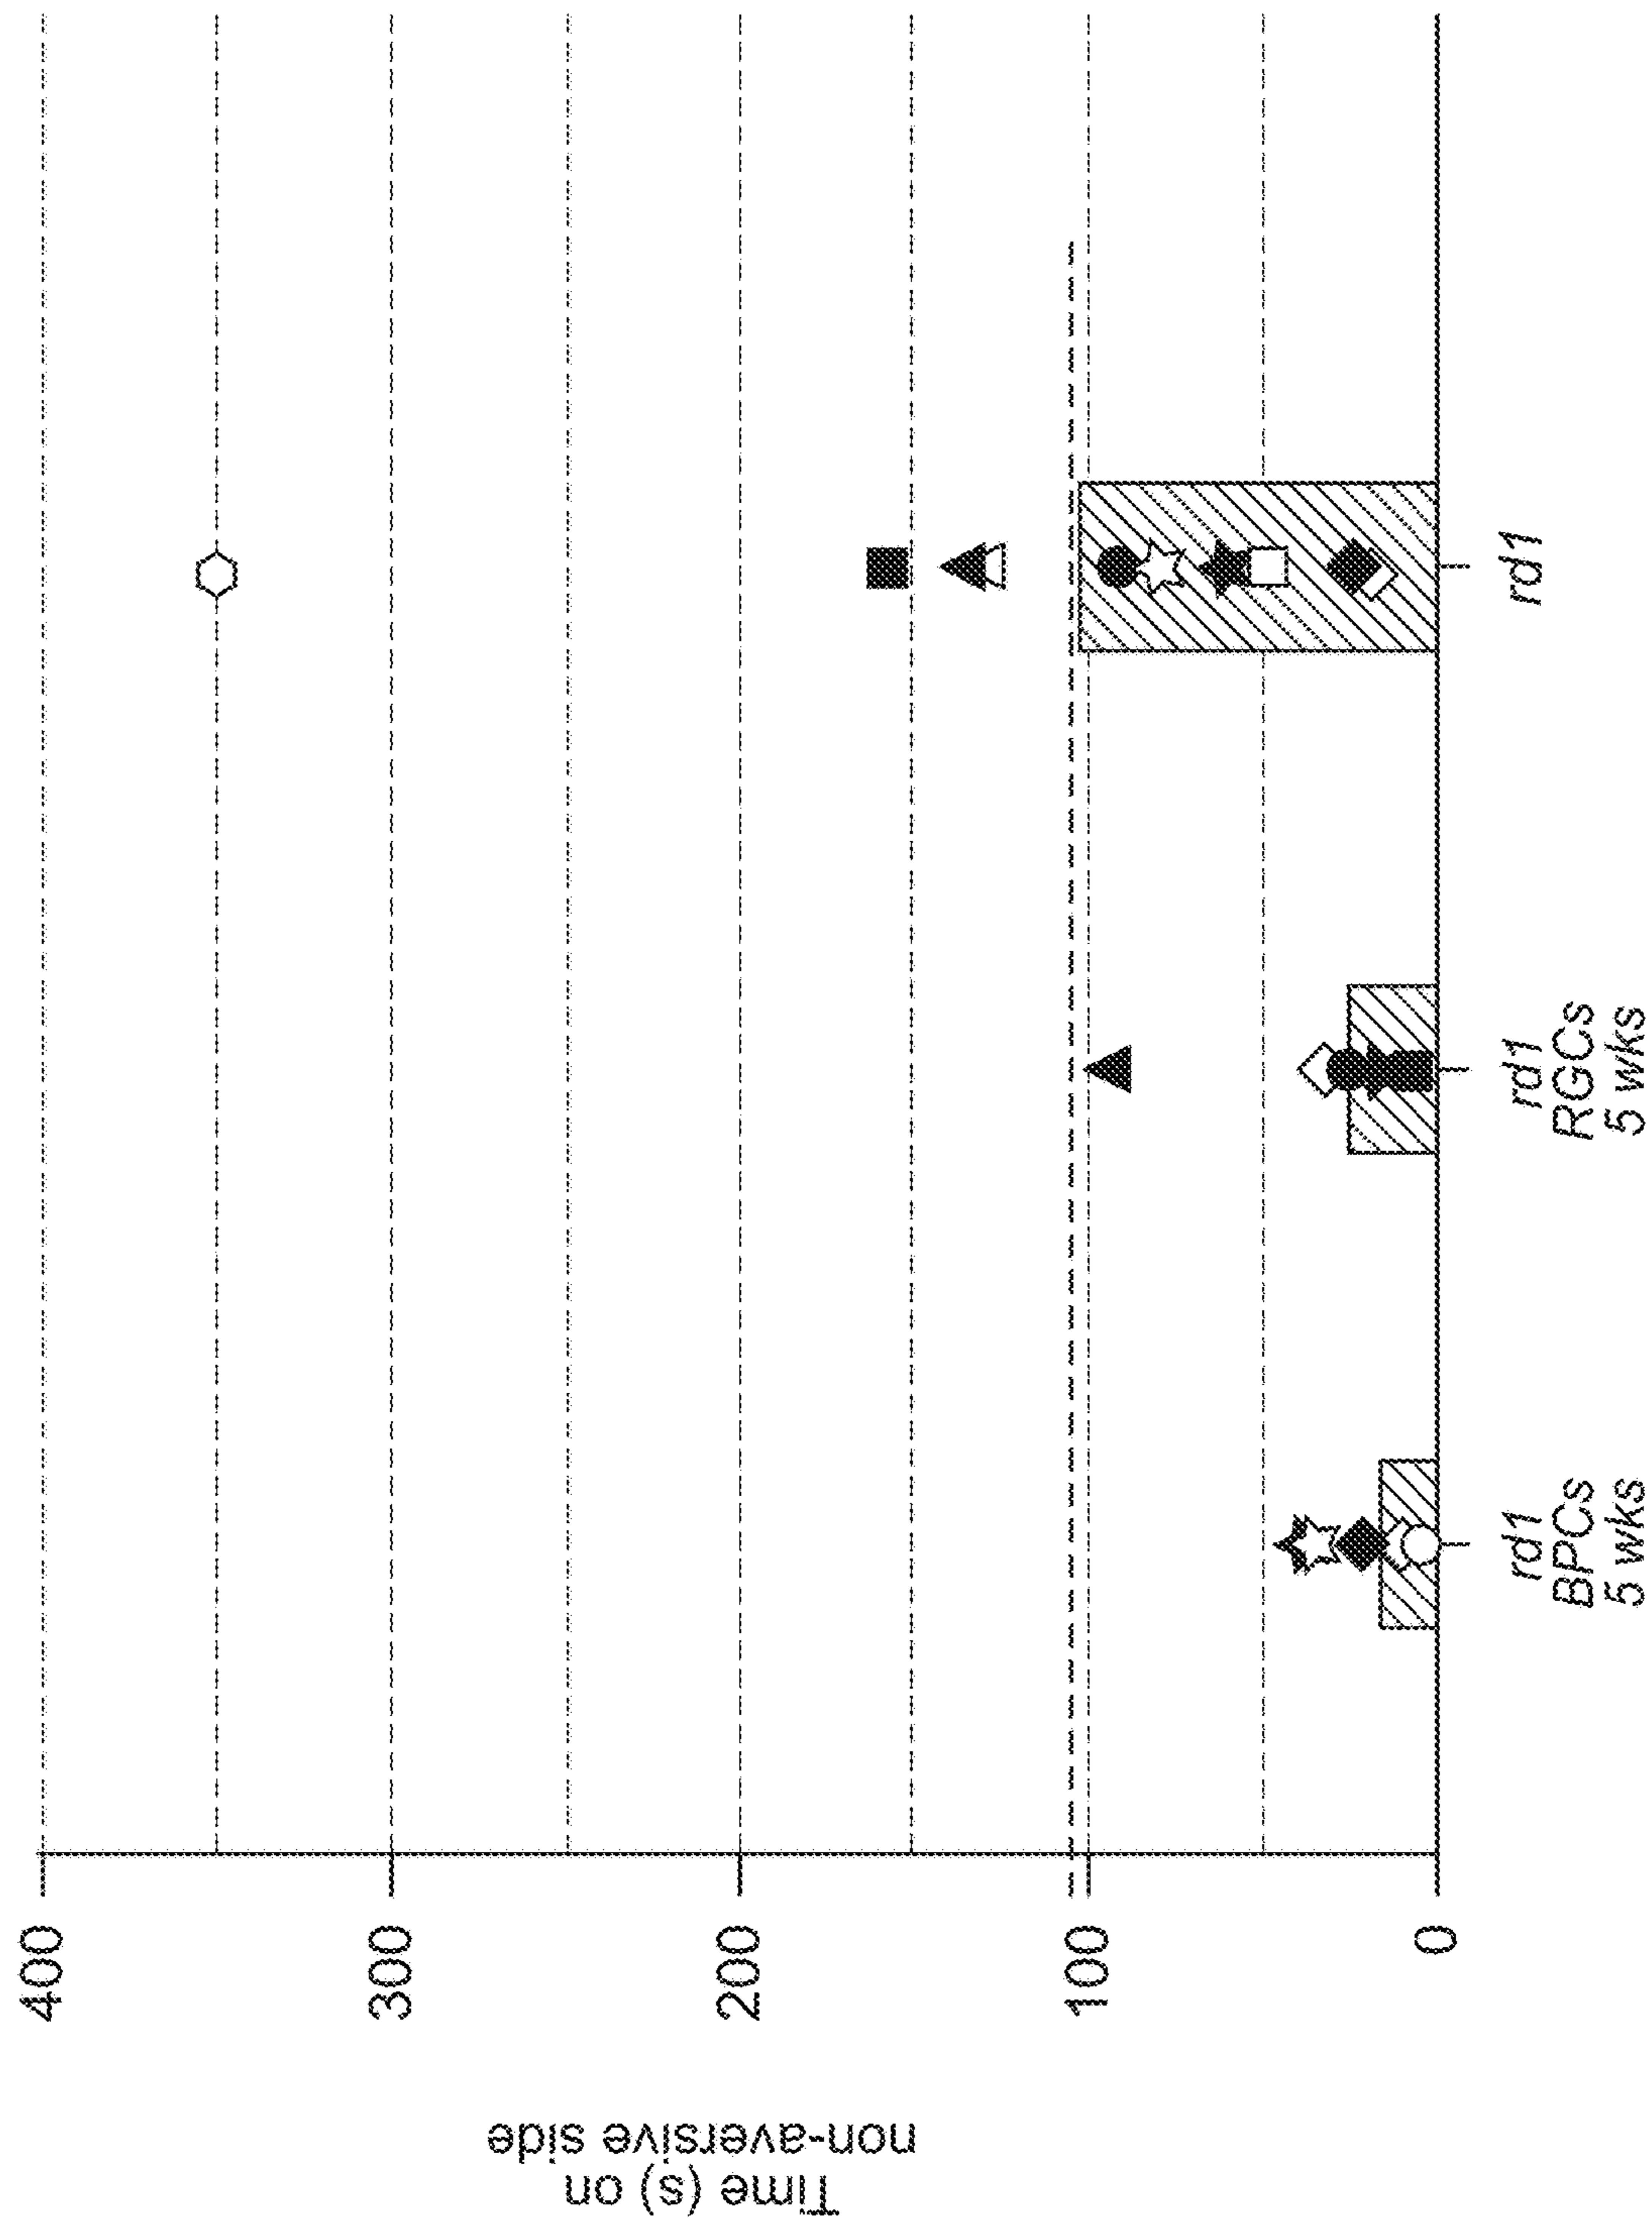 Time (s) on
non-aversive side
400
300
200
100
0
rd1
BPCs
5 wks
rd1
RGCs
5 wks
rd1